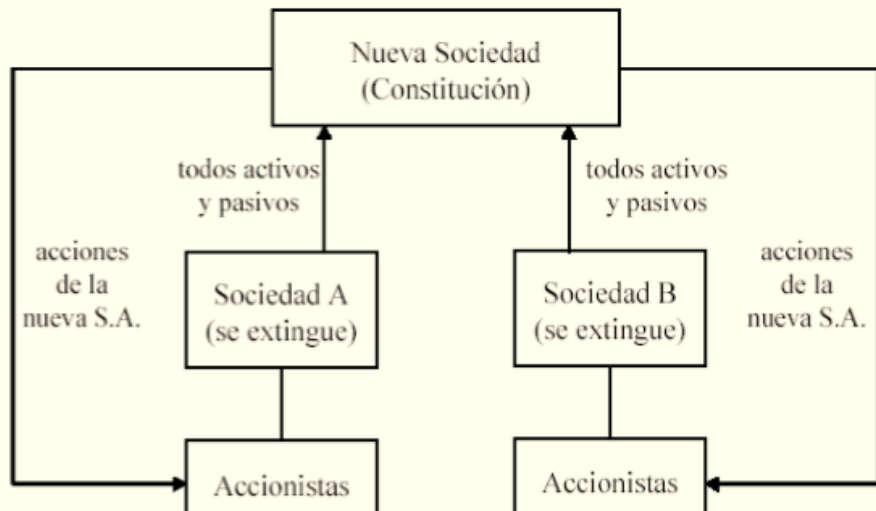 Nueva Sociedad
(Constitución)
todos activos
y pasivos
todos activos
y pasivos
acciones
de la
nueva S.A.
Sociedad A
(se extingue)
Sociedad B
(se extingue)
acciones
de la
nueva S.A.
Accionistas
Accionistas